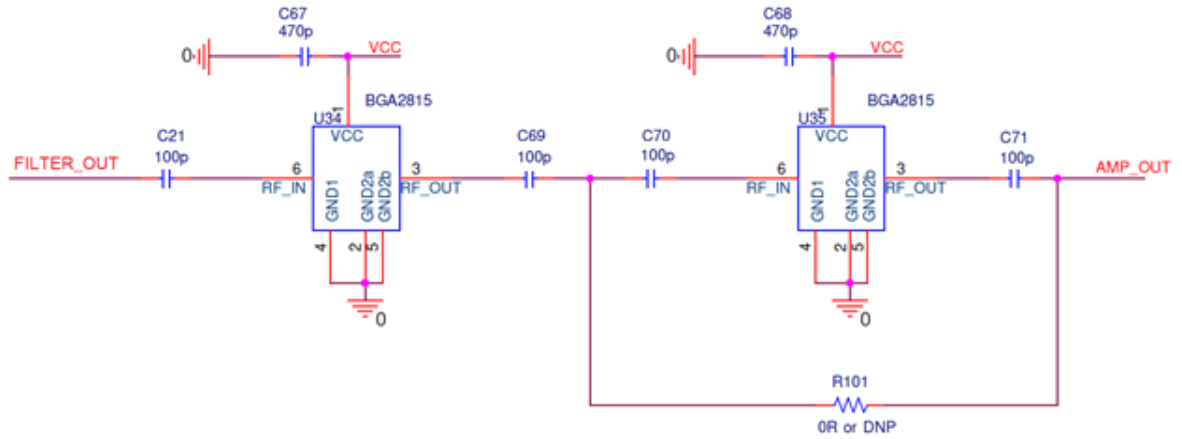 C67
470p
0
VCC
BGA2815
U34
1
VCC
C21
100p
FILTER_OUT
6
RF_IN
3
RF_OUT
GND1
GND2a
GND2b
4
2
5
0
C69
100p
C70
100p
C68
470p
0
VCC
BGA2815
U35
1
VCC
6
RF_IN
3
RF_OUT
GND1
GND2a
GND2b
4
2
5
0
C71
100p
AMP_OUT
R101
0R or DNP